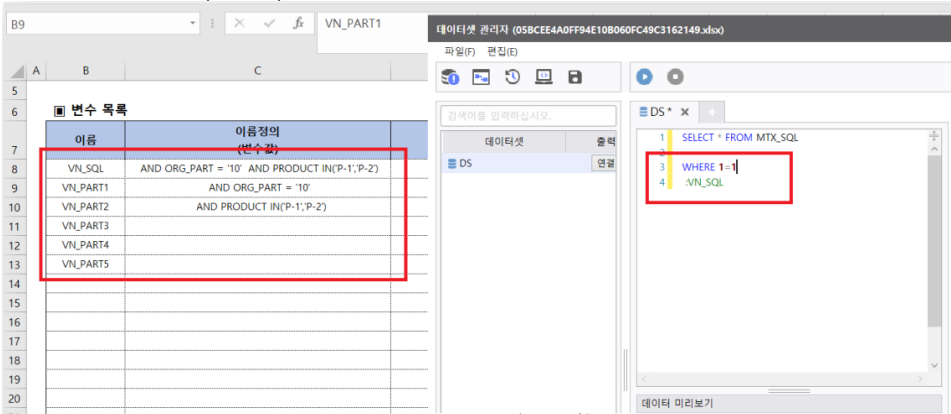 B9
fx
VN_PART1
A
B
C
5
6
▣ 변수 목록
7
이름
이름정의
(변수값)
8
VN_SQL
AND ORG_PART = '10' AND PRODUCT IN('P-1','P-2')
9
VN_PART1
AND ORG_PART = '10'
10
VN_PART2
AND PRODUCT IN('P-1','P-2')
11
VN_PART3
12
VN_PART4
13
VN_PART5
14
15
16
17
18
19
20
데이터셋 관리자 (05BCEE4A0FF94E10B060FC49C3162149.xlsx)
파일(F) 편집(E)
검색어를 입력하십시오.
데이터셋
출력
DS
연결
DS *
1 SELECT * FROM MTX_SQL
2
3 WHERE 1=1
4 :VN_SQL
데이터 미리보기